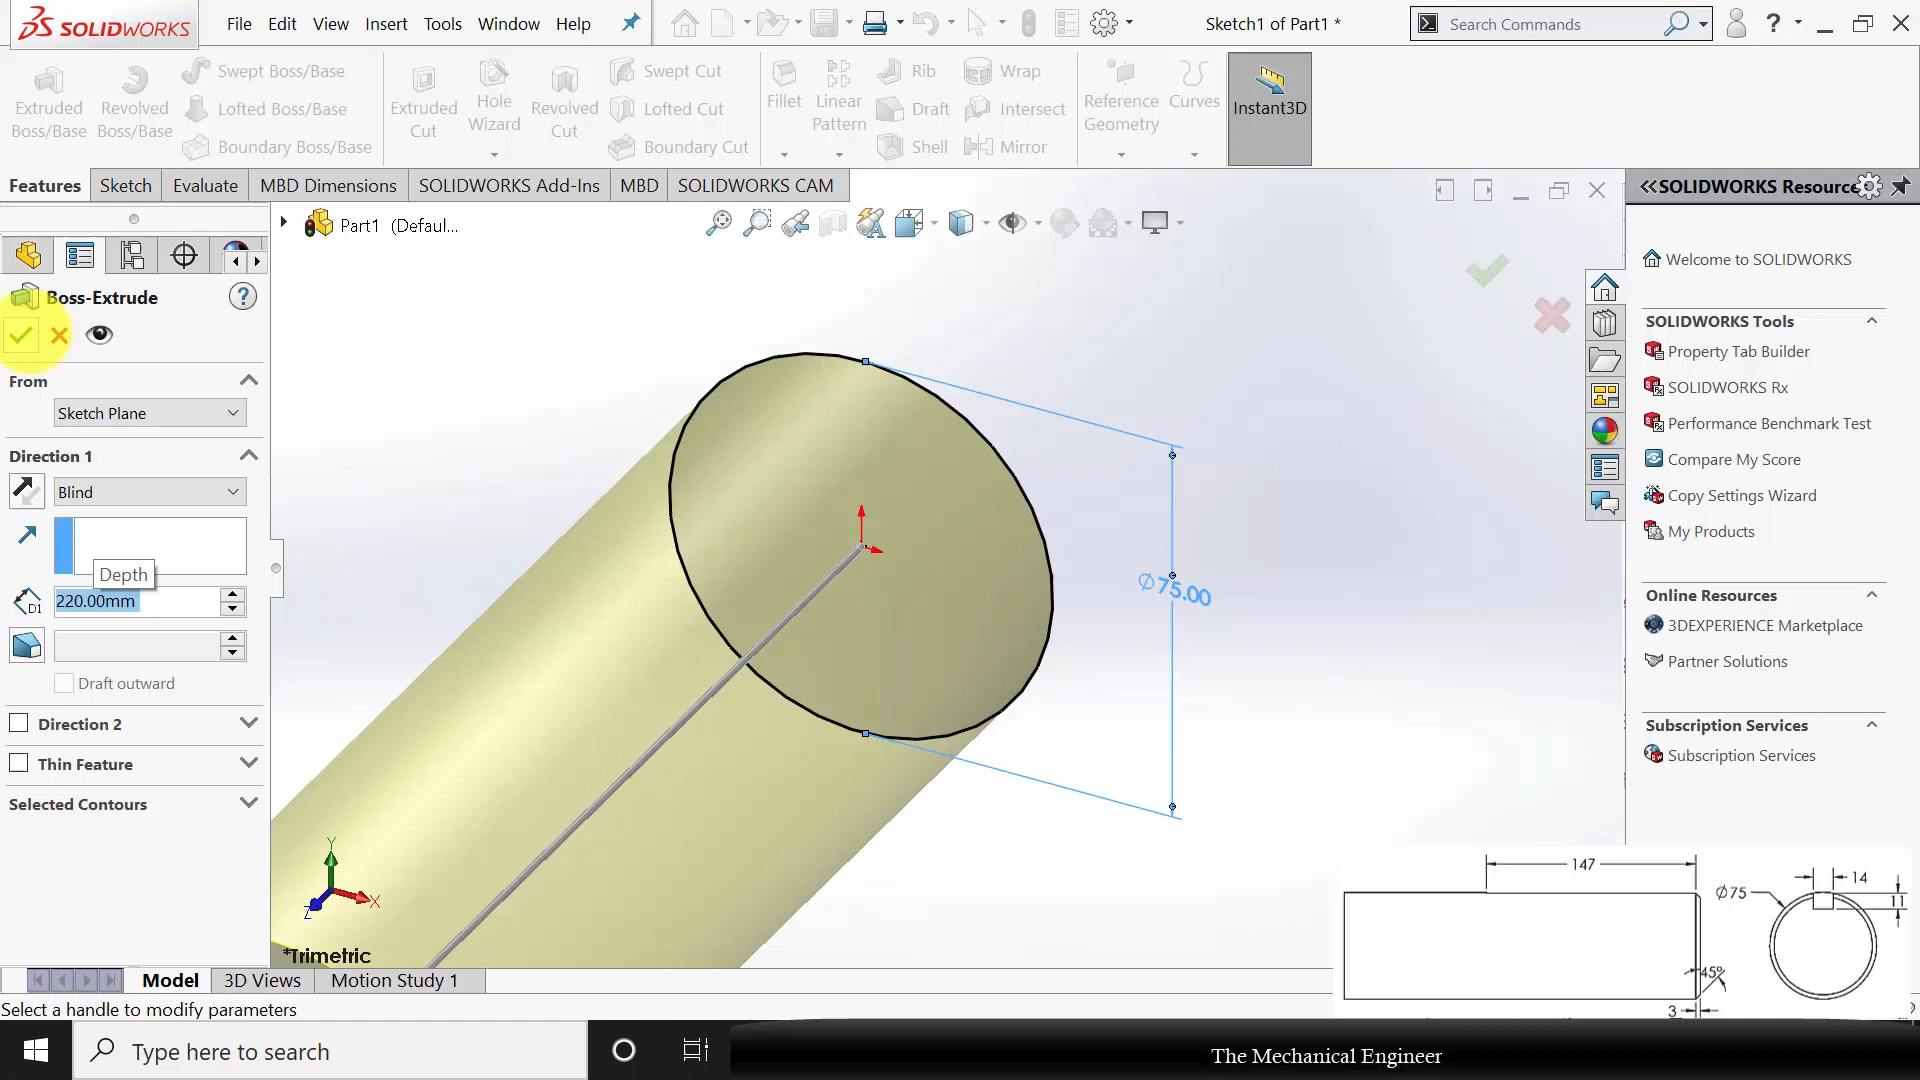 SOLIDWORKS File Edit View Insert Tools Window Help Sketch1 of Part1 * Search Commands ?
Extruded Boss/Base
Revolved Boss/Base
Swept Boss/Base
Lofted Boss/Base
Boundary Boss/Base
Extruded Cut
Hole Wizard
Revolved Cut
Swept Cut
Lofted Cut
Boundary Cut
Fillet
Linear Pattern
Rib
Draft
Shell
Wrap
Intersect
Mirror
Reference Geometry
Curves
Instant3D
Features Sketch Evaluate MBD Dimensions SOLIDWORKS Add-Ins MBD SOLIDWORKS CAM
SOLIDWORKS Resource
Part1 (Defaul...
Boss-Extrude ?
From
Sketch Plane
Direction 1
Blind
Depth
D1 220.00mm
Draft outward
Direction 2
Thin Feature
Selected Contours
∅75.00
Y
X
Z
*Trimetric
Welcome to SOLIDWORKS
SOLIDWORKS Tools
Property Tab Builder
SOLIDWORKS Rx
Performance Benchmark Test
Compare My Score
Copy Settings Wizard
My Products
Online Resources
3DEXPERIENCE Marketplace
Partner Solutions
Subscription Services
Subscription Services
147
∅75
14
11
45°
3
Model 3D Views Motion Study 1
Select a handle to modify parameters
Type here to search
The Mechanical Engineer